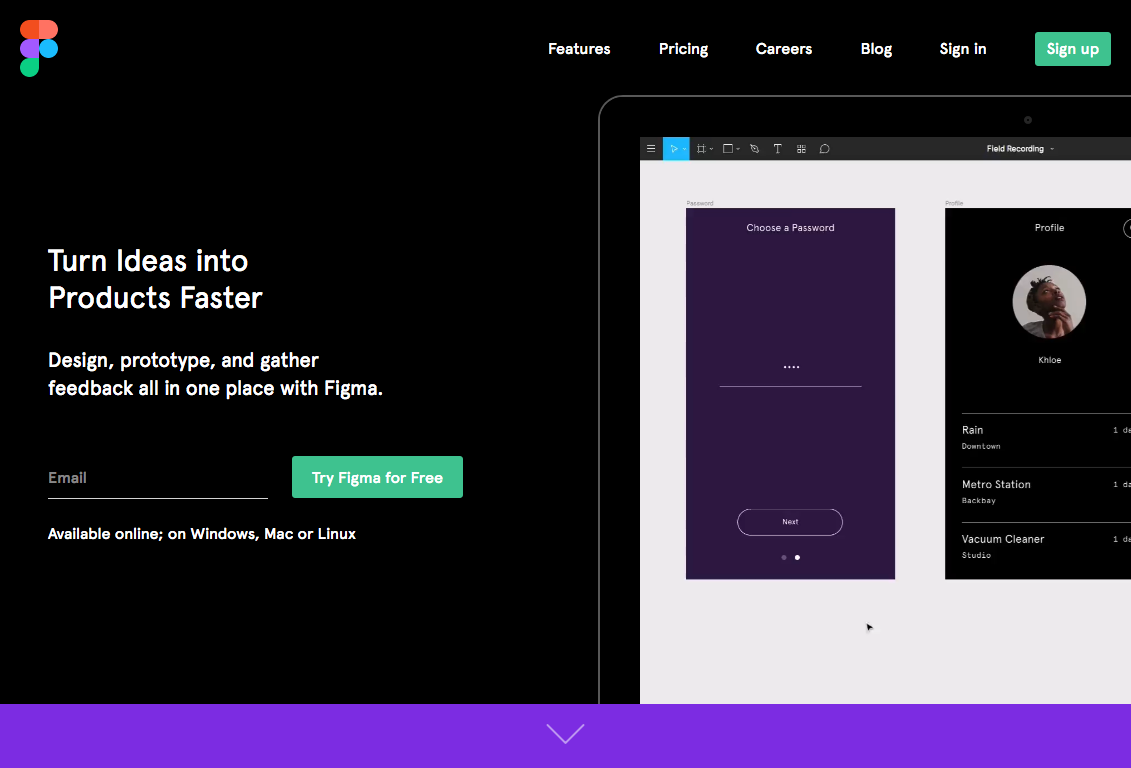 Features Pricing Careers Blog Sign in Sign up
Field Recording
Password
Profile
Choose a Password
Profile
Turn Ideas into
Products Faster
Design, prototype, and gather
feedback all in one place with Figma.
Khloe
Email
Try Figma for Free
Available online; on Windows, Mac or Linux
Next
Rain 1
Downtown
Metro Station 1
Backbay
Vacuum Cleaner 1
Studio